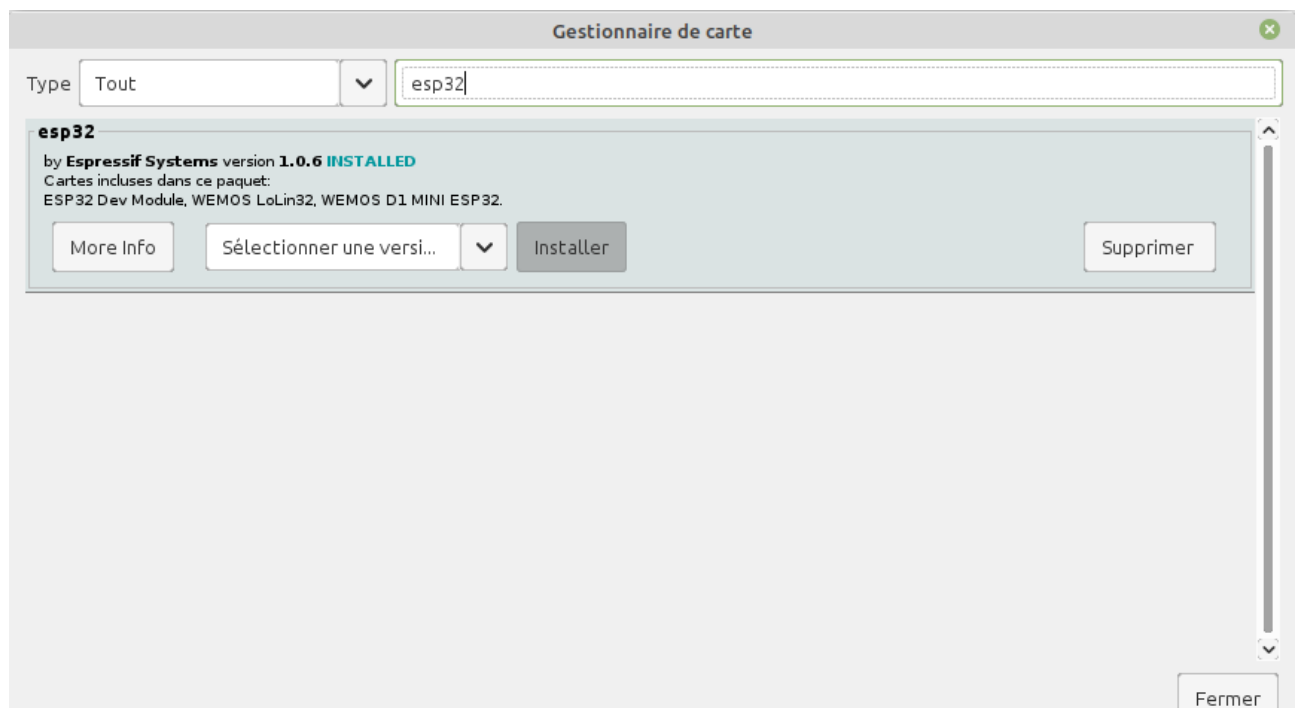 Gestionnaire de carte
Type Tout esp32
esp32
by Espressif Systems version 1.0.6 INSTALLED
Cartes incluses dans ce paquet:
ESP32 Dev Module, WEMOS LoLin32, WEMOS D1 MINI ESP32.
More Info Sélectionner une versi... Installer Supprimer
Fermer